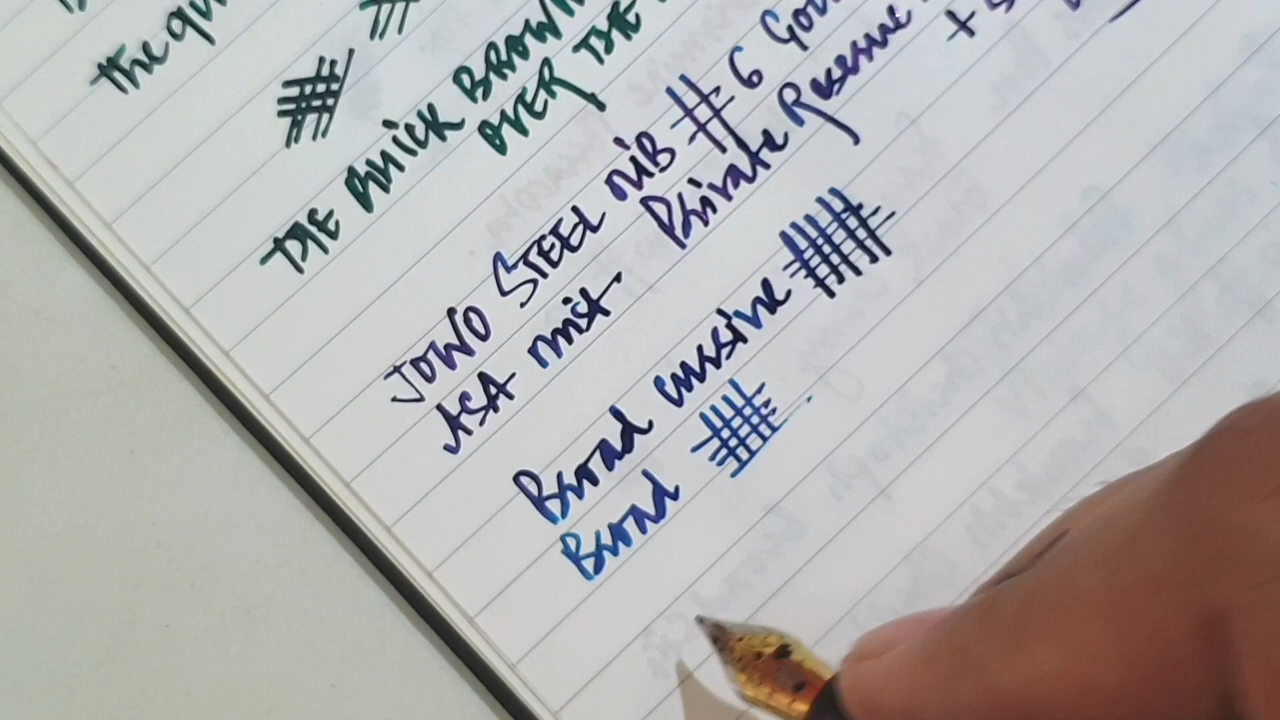 the qu
THE QUICK BROWN
OVER THE
JOWO STEEL NIB # 6
ASA mist Private Reserve
Broad cursive
Broad